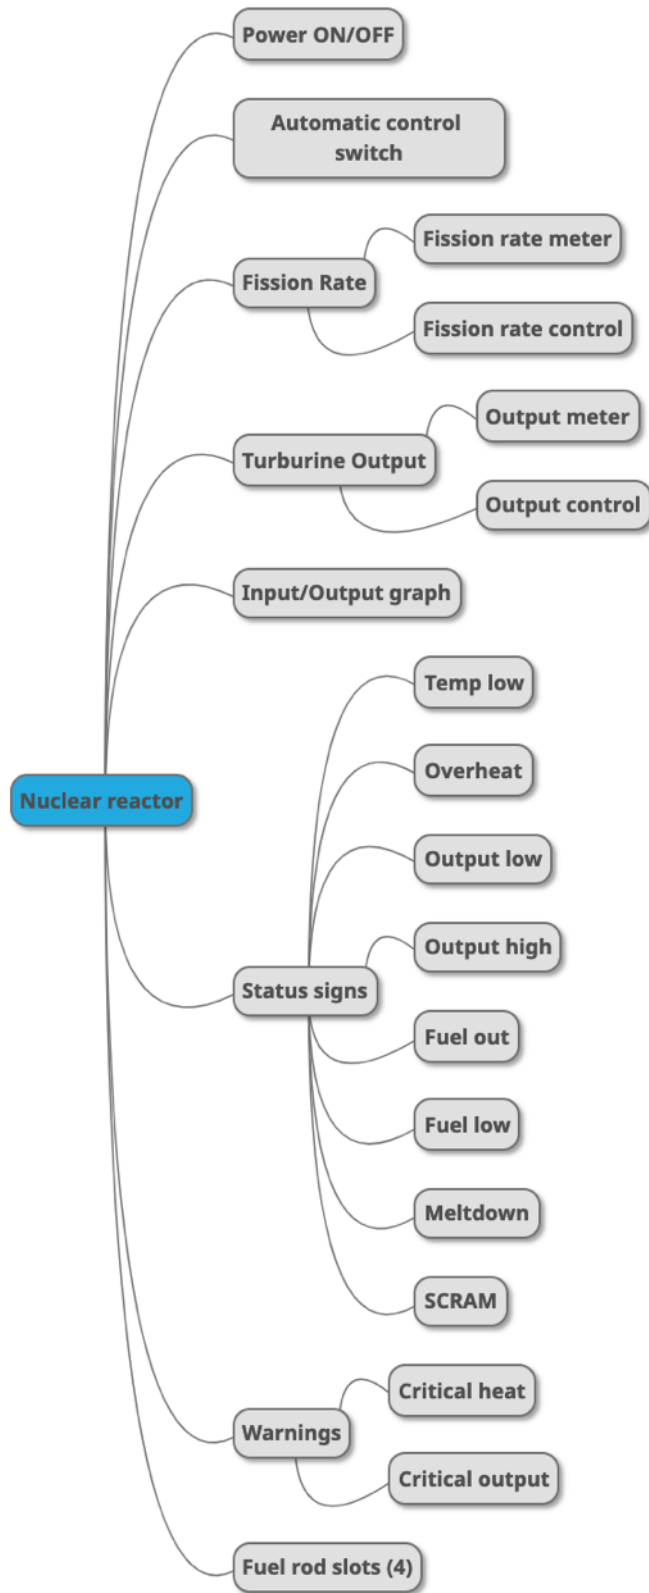 Power ON/OFF
Automatic control
switch
Fission rate meter
Fission Rate
Fission rate control
Output meter
Turburine Output
Output control
Input/Output graph
Temp low
Nuclear reactor
Overheat
Output low
Output high
Status signs
Fuel out
Fuel low
Meltdown
SCRAM
Critical heat
Warnings
Critical output
Fuel rod slots (4)